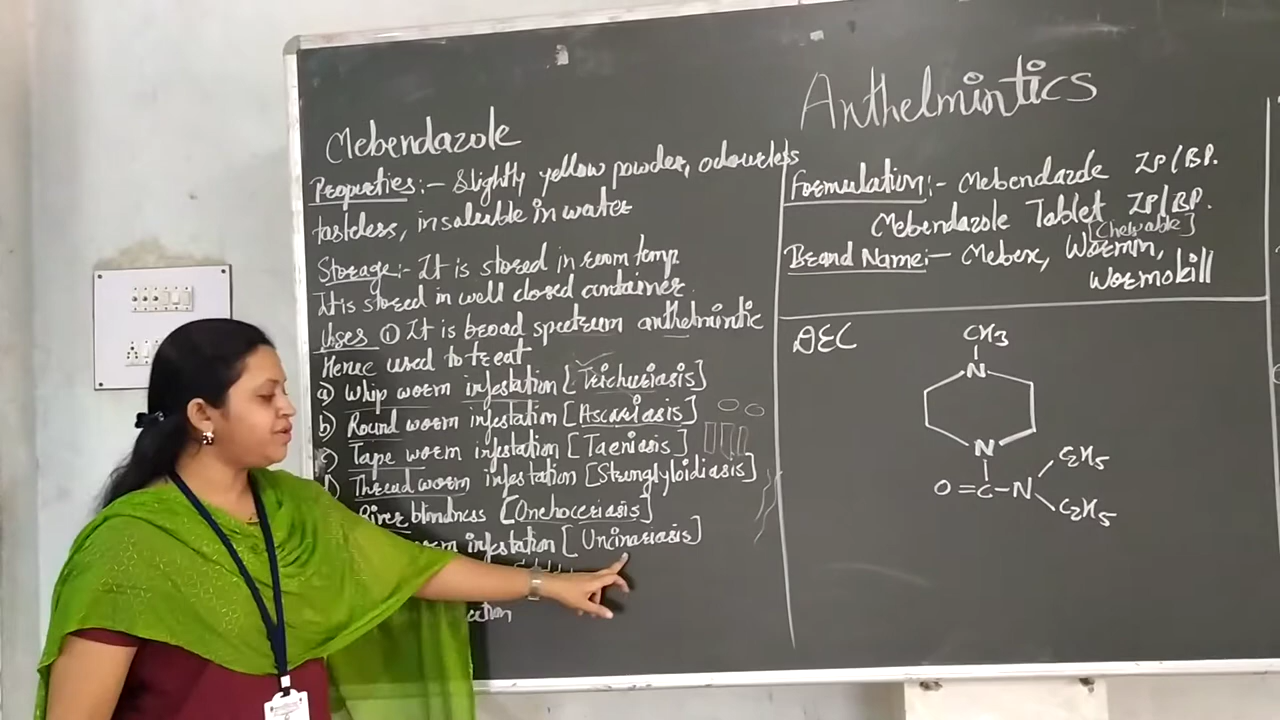 Mebendazole
Properties:- Slightly yellow powder, odourless
tasteless, insoluble in water
Storage:- It is stored in room temp.
It is stored in well closed container.
Uses ① It is broad spectrum anthelmintic
Hence used to treat
a) Whip worm infestation [Trichuriasis]
b) Round worm infestation [Ascariasis]
c) Tape worm infestation [Taeniasis]
d) Thread worm infestation [Stronglyloidiasis]
River blindness [Onchoceriasis]
infestation [Uncinariasis]
Anthelmintics
Formulation:- Mebendazole IP/BP.
Mebendazole Tablet IP/BP.
[Chewable]
Brand Name:- Mebex, Wormin,
Wormokill
DEC
CH3
N
N
O=C-N
C2H5
C2H5